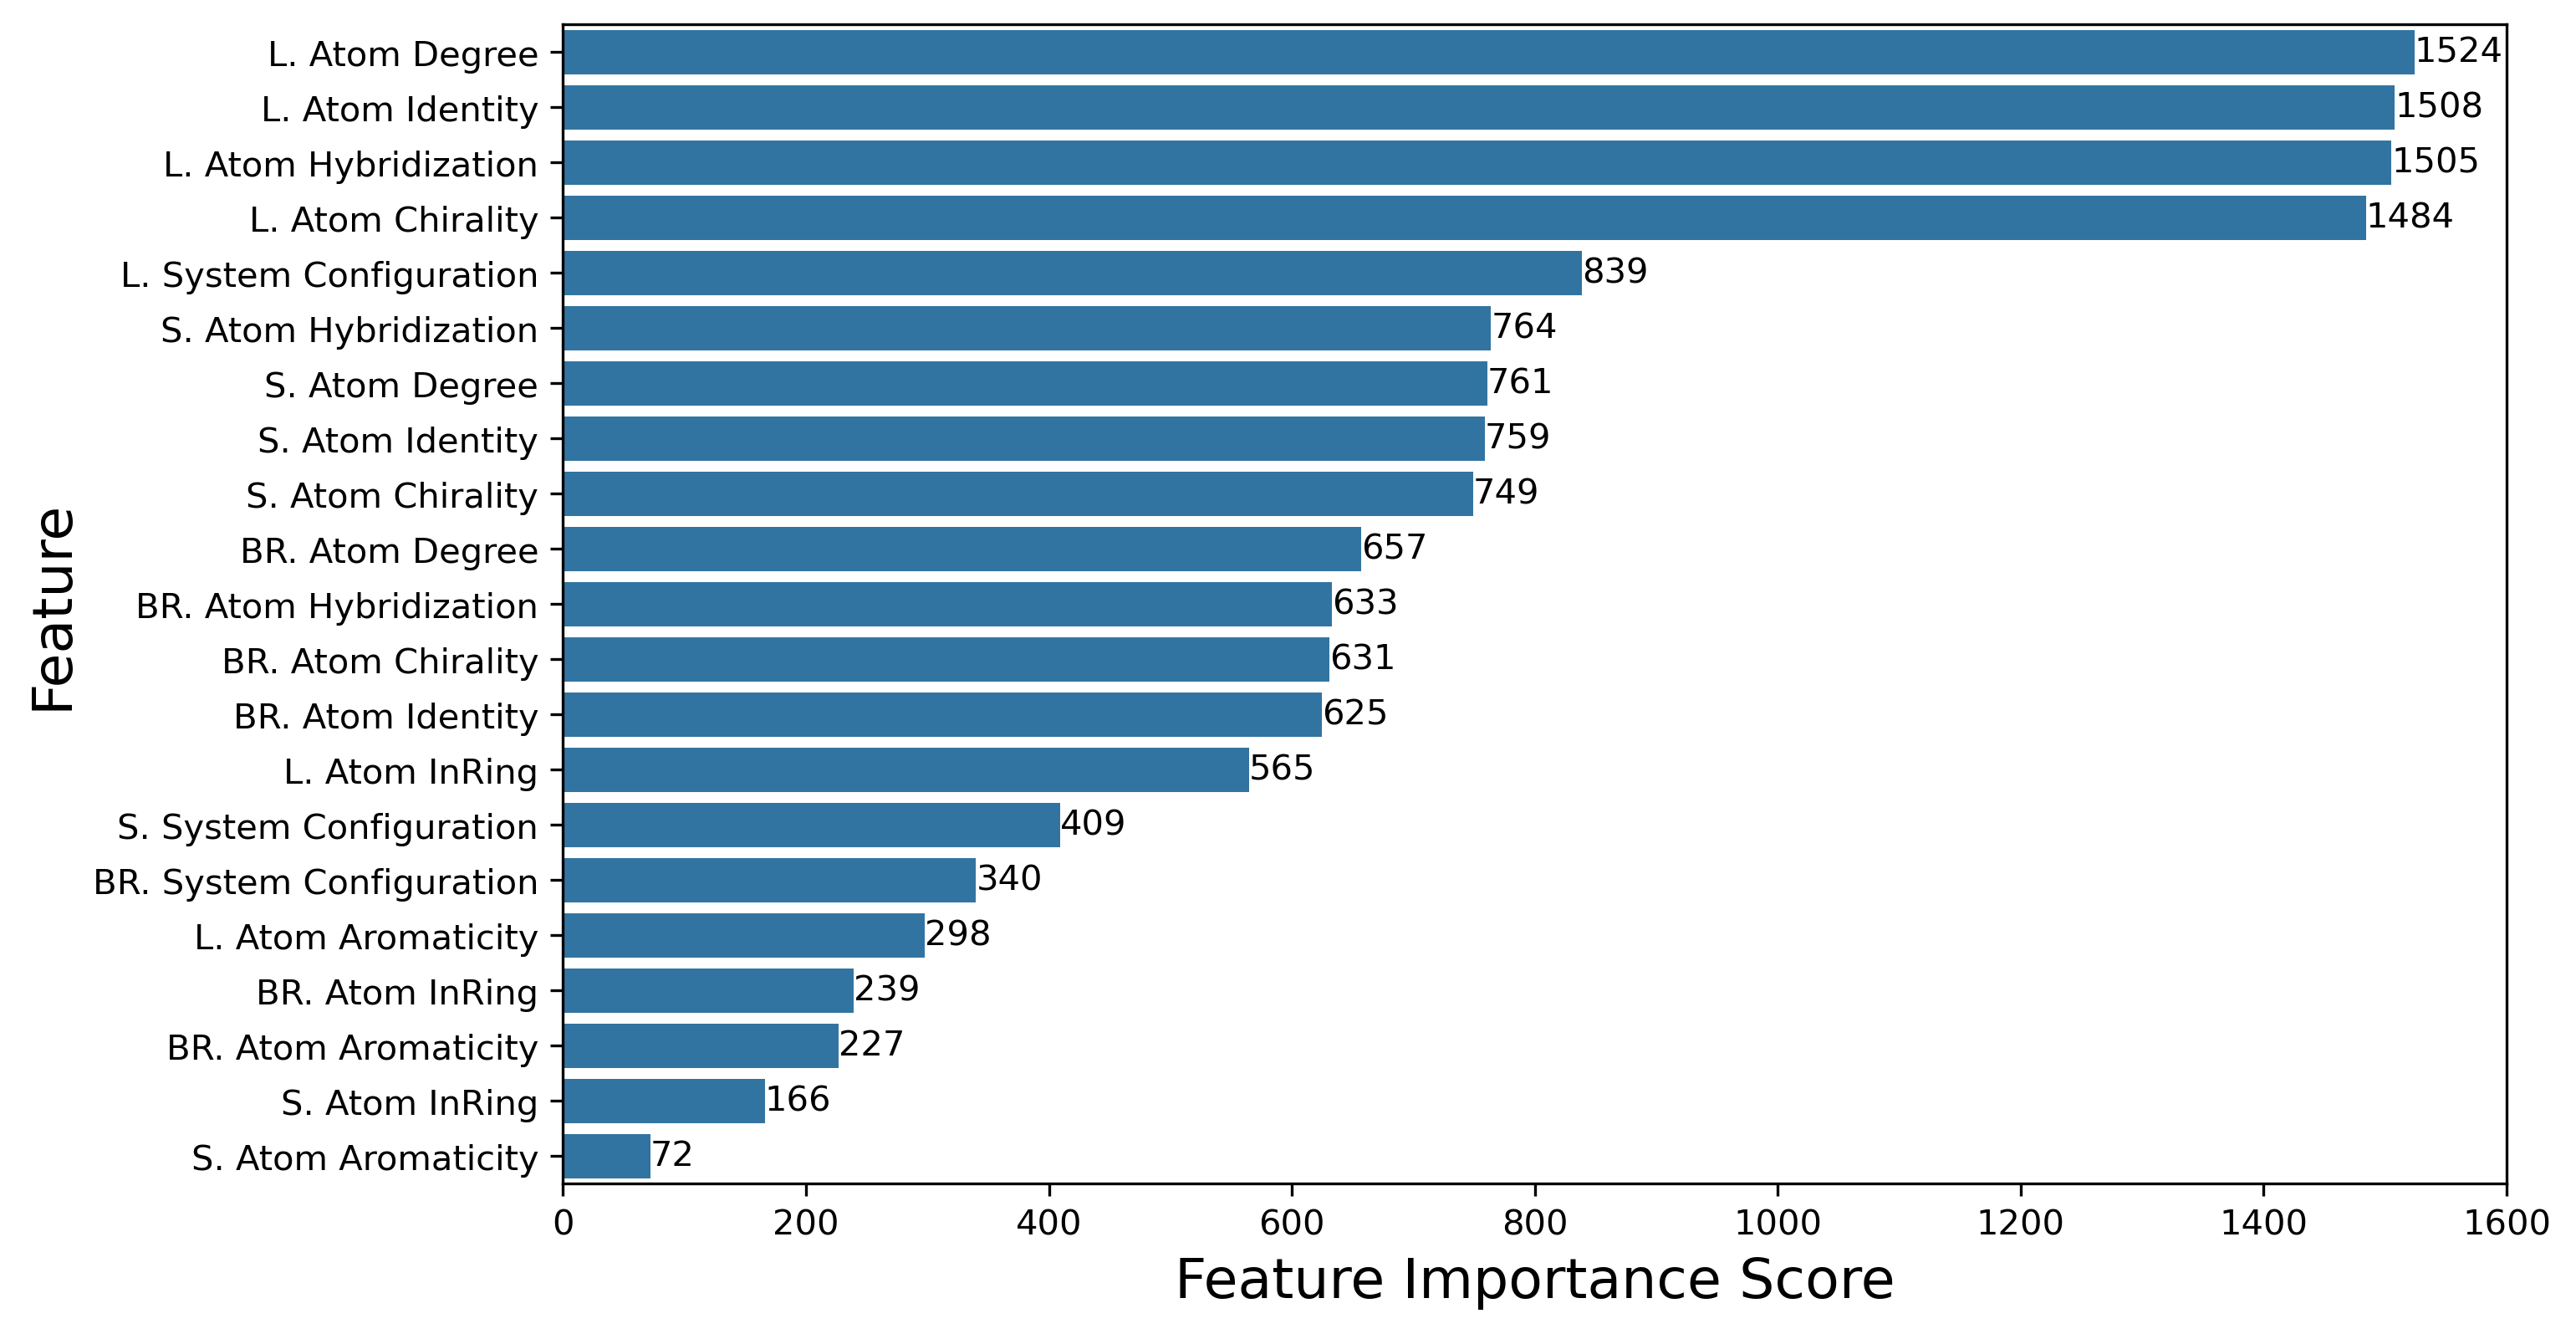 L. Atom Degree 1524
L. Atom Identity 1508
L. Atom Hybridization 1505
L. Atom Chirality 1484
L. System Configuration 839
S. Atom Hybridization 764
S. Atom Degree 761
S. Atom Identity 759
S. Atom Chirality 749
BR. Atom Degree 657
BR. Atom Hybridization 633
BR. Atom Chirality 631
BR. Atom Identity 625
L. Atom InRing 565
S. System Configuration 409
BR. System Configuration 340
L. Atom Aromaticity 298
BR. Atom InRing 239
BR. Atom Aromaticity 227
S. Atom InRing 166
S. Atom Aromaticity 72
Feature
0 200 400 600 800 1000 1200 1400 1600
Feature Importance Score